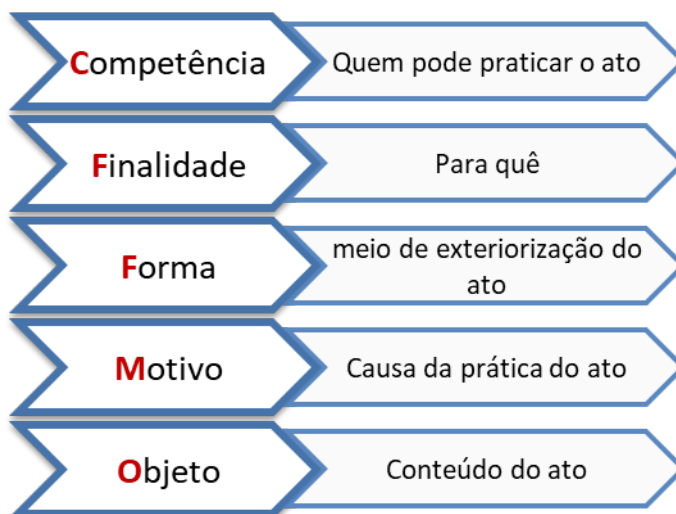 Competência
Quem pode praticar o ato
Finalidade
Para quê
Forma
meio de exteriorização do
ato
Motivo
Causa da prática do ato
Objeto
Conteúdo do ato